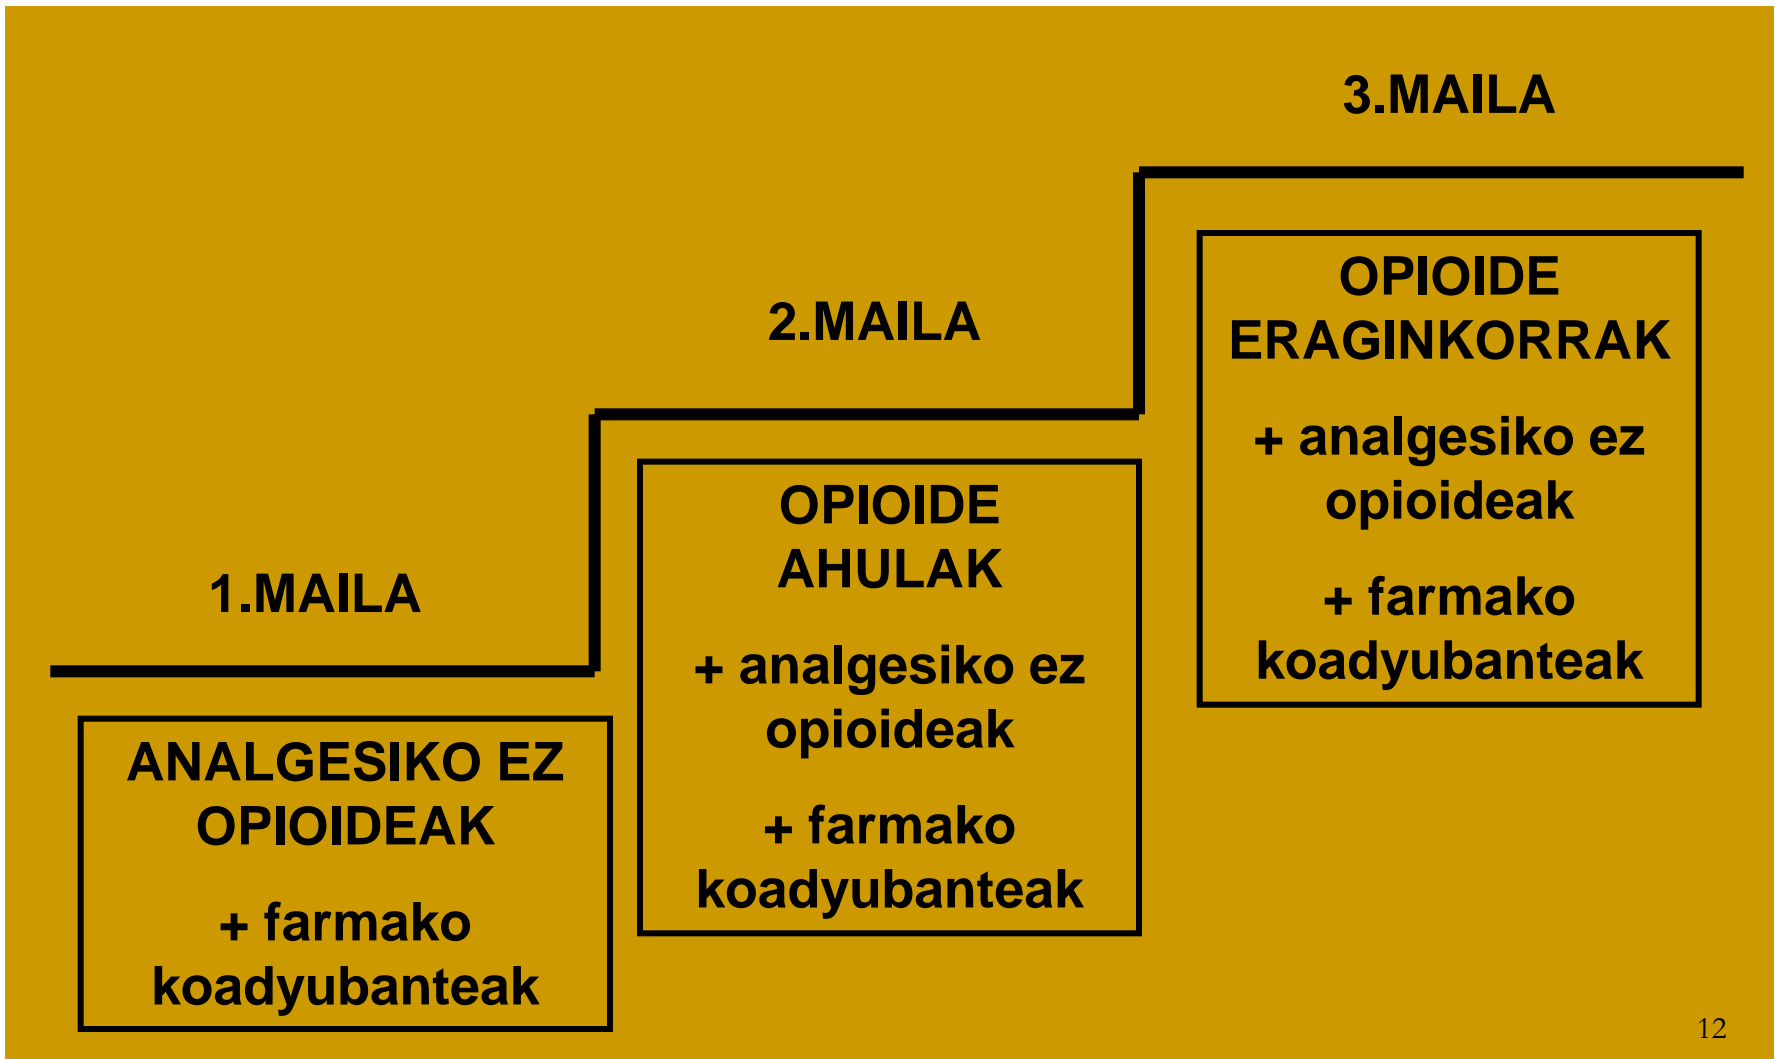 1.MAILA
ANALGESIKO EZ
OPIOIDEAK
+ farmako
koadyubanteak
2.MAILA
OPIOIDE
AHULAK
+ analgesiko ez
opioideak
+ farmako
koadyubanteak
3.MAILA
OPIOIDE
ERAGINKORRAK
+ analgesiko ez
opioideak
+ farmako
koadyubanteak
12